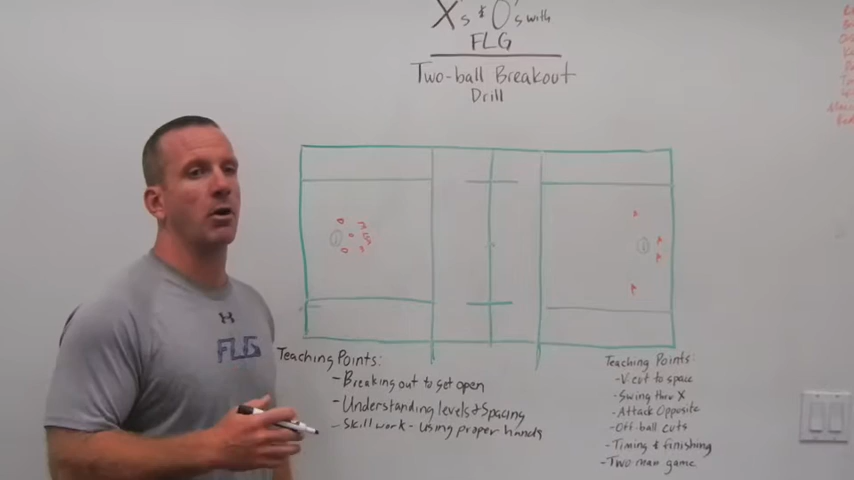 X's & O's with
FLG
Two-ball Breakout
Drill
FLG
Teaching Points:
- Breaking out to get open
- Understanding levels & Spacing
- Skill work - using proper hands
Teaching Points:
- V cut to space
- Swing thru X
- Attack Opposite
- Off-ball cuts
- Timing & finishing
- Two man game